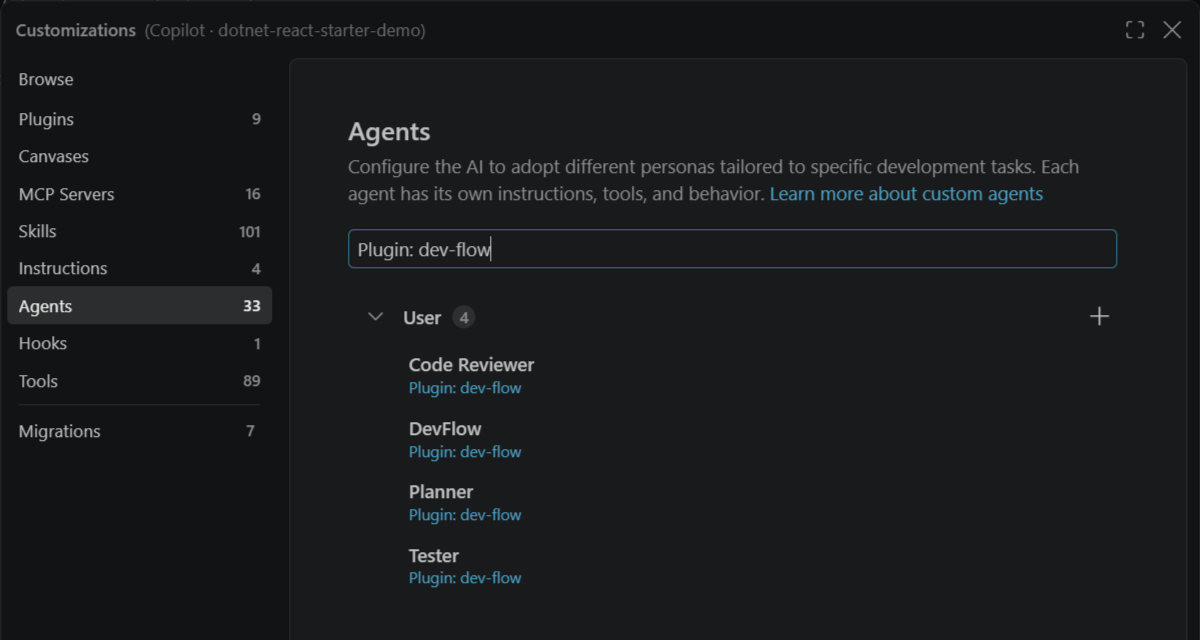 Customizations (Copilot · dotnet-react-starter-demo)
Browse
Plugins 9
Canvases
MCP Servers 16
Skills 101
Instructions 4
Agents 33
Hooks 1
Tools 89
Migrations 7
Agents
Configure the AI to adopt different personas tailored to specific development tasks. Each
agent has its own instructions, tools, and behavior. Learn more about custom agents
Plugin: dev-flow
User 4
Code Reviewer
Plugin: dev-flow
DevFlow
Plugin: dev-flow
Planner
Plugin: dev-flow
Tester
Plugin: dev-flow